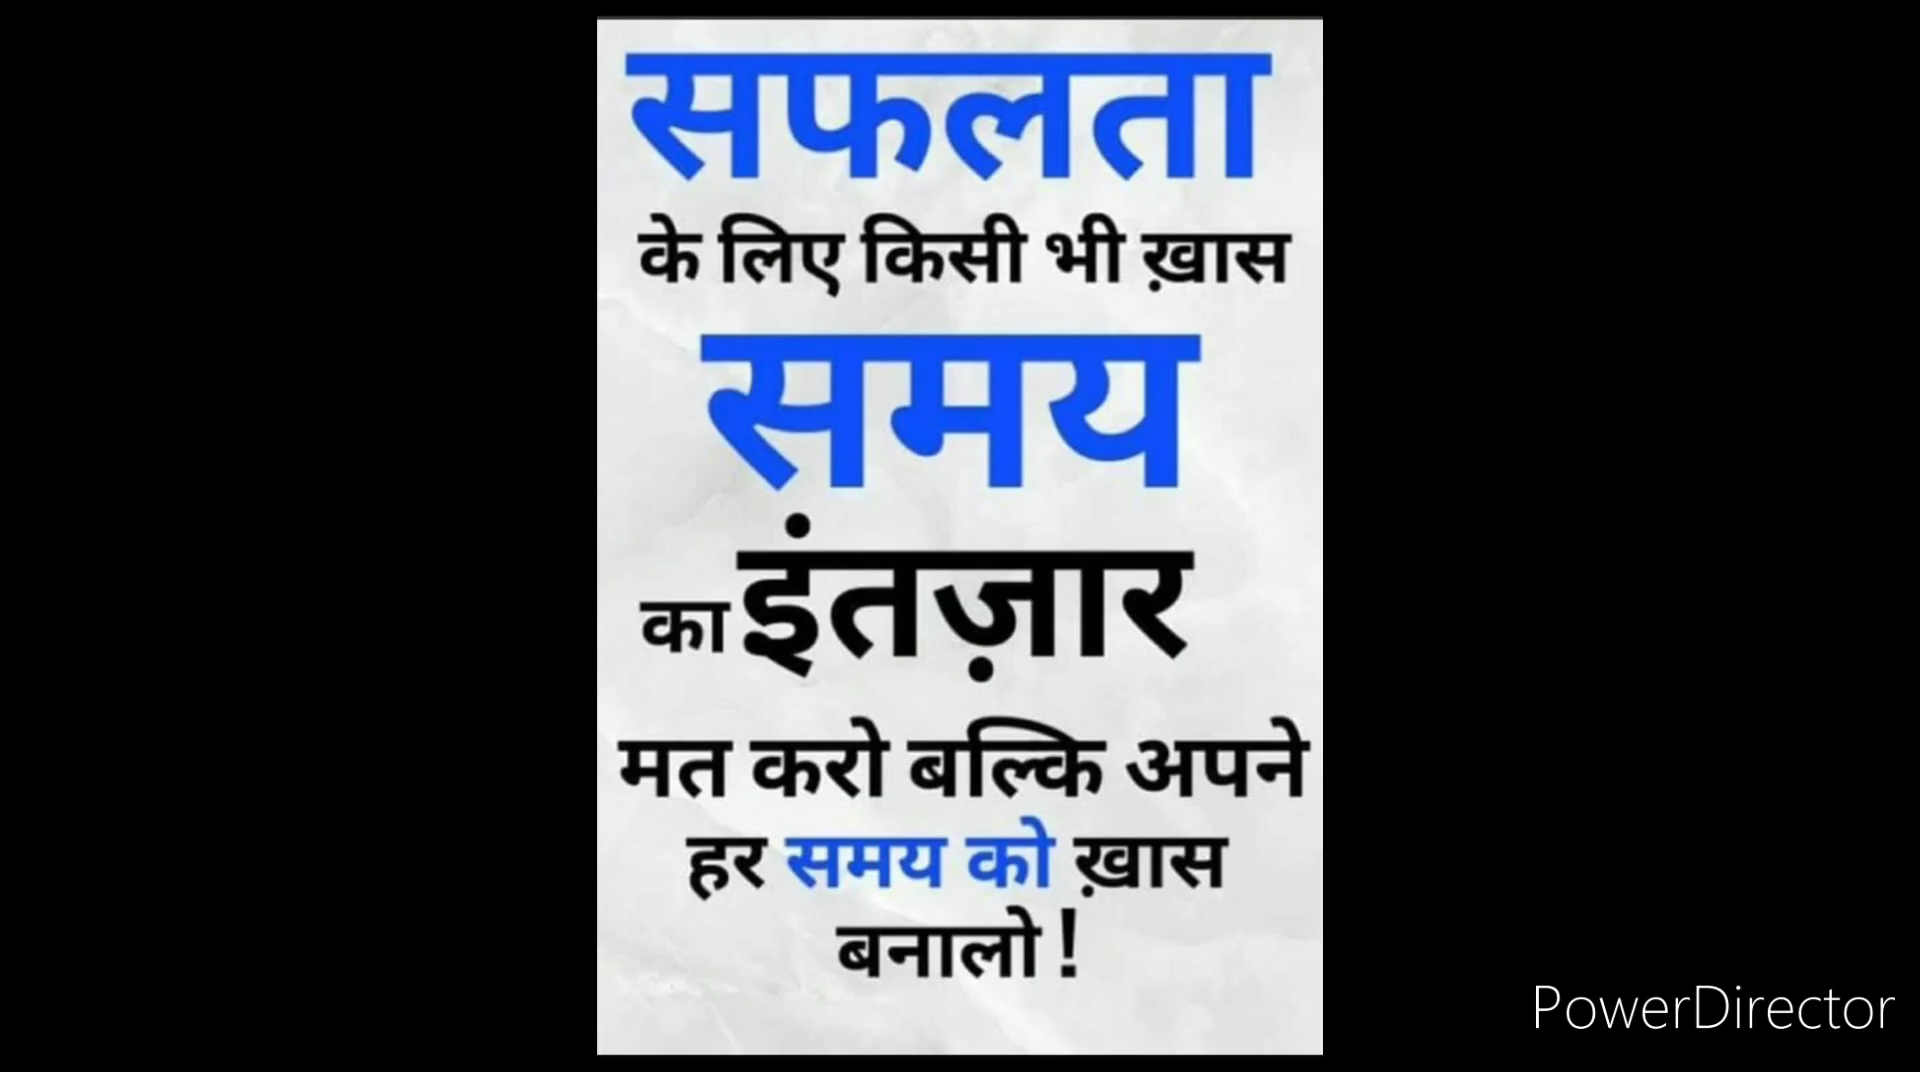 सफलता
के लिए किसी भी ख़ास
समय
का इंतज़ार
मत करो बल्कि अपने
हर समय को ख़ास
बनालो !
PowerDirector